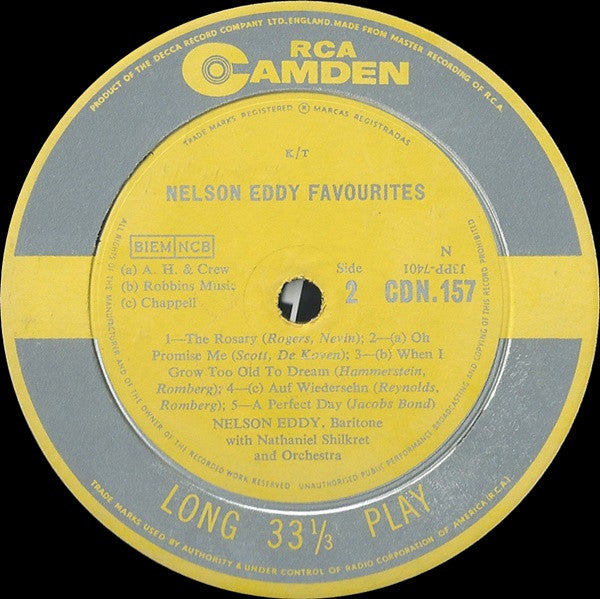 PRODUCT OF THE DECCA RECORD COMPANY LTD. ENGLAND. MADE FROM MASTER RECORDING OF R.C.A.
RCA
CAMDEN
TRADE MARKS REGISTERED ® MARCAS REGISTRADAS
K/T
NELSON EDDY FAVOURITES
BIEM NCB
N
J3PP-7401
(a) A. H. & Crew
(b) Robbins Music
(c) Chappell
Side
2
CDN.157
1—The Rosary (Rogers, Nevin); 2—(a) Oh
Promise Me (Scott, De Koven); 3—(b) When I
Grow Too Old To Dream (Hammerstein,
Romberg); 4—(c) Auf Wiedersehn (Reynolds,
Romberg); 5—A Perfect Day (Jacobs Bond)
NELSON EDDY, Baritone
with Nathaniel Shilkret
and Orchestra
ALL RIGHTS OF THE MANUFACTURER AND OF THE OWNER OF THE RECORDED WORK RESERVED
UNAUTHORISED PUBLIC PERFORMANCE BROADCASTING AND COPYING OF THIS RECORD PROHIBITED
LONG 33⅓ PLAY
TRADE MARKS USED BY AUTHORITY & UNDER CONTROL OF RADIO CORPORATION OF AMERICA (R.C.A.)